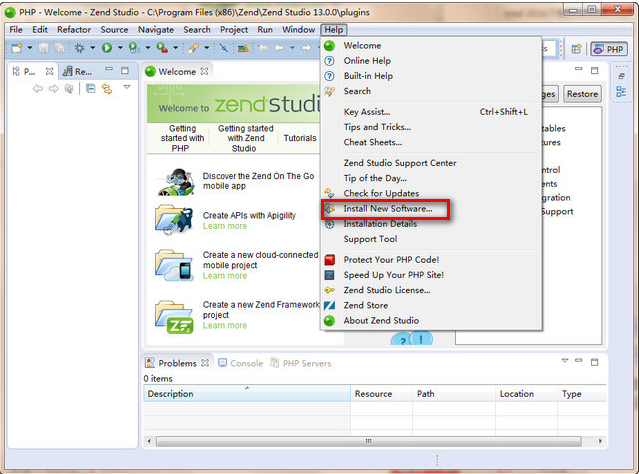 PHP - Welcome - Zend Studio - C:\Program Files (x86)\Zend\Zend Studio 13.0.0\plugins
File Edit Refactor Source Navigate Search Project Run Window Help
PHP
P...
Re...
Welcome
Welcome to zend Studio
Getting started with PHP
Getting started with Zend Studio
Tutorials
Restore
Discover the Zend On The Go
mobile app
Create APIs with Apigility
Learn more
Create a new cloud-connected
mobile project
Learn more
Create a new Zend Framework
project
Learn more
Welcome
Online Help
Built-in Help
Search
Key Assist... Ctrl+Shift+L
Tips and Tricks...
Cheat Sheets...
Zend Studio Support Center
Tip of the Day...
Check for Updates
Install New Software...
Installation Details
Support Tool
Protect Your PHP Code!
Speed Up Your PHP Site!
Zend Studio License...
Zend Store
About Zend Studio
Support
Problems
Console
PHP Servers
0 items
Description Resource Path Location Type